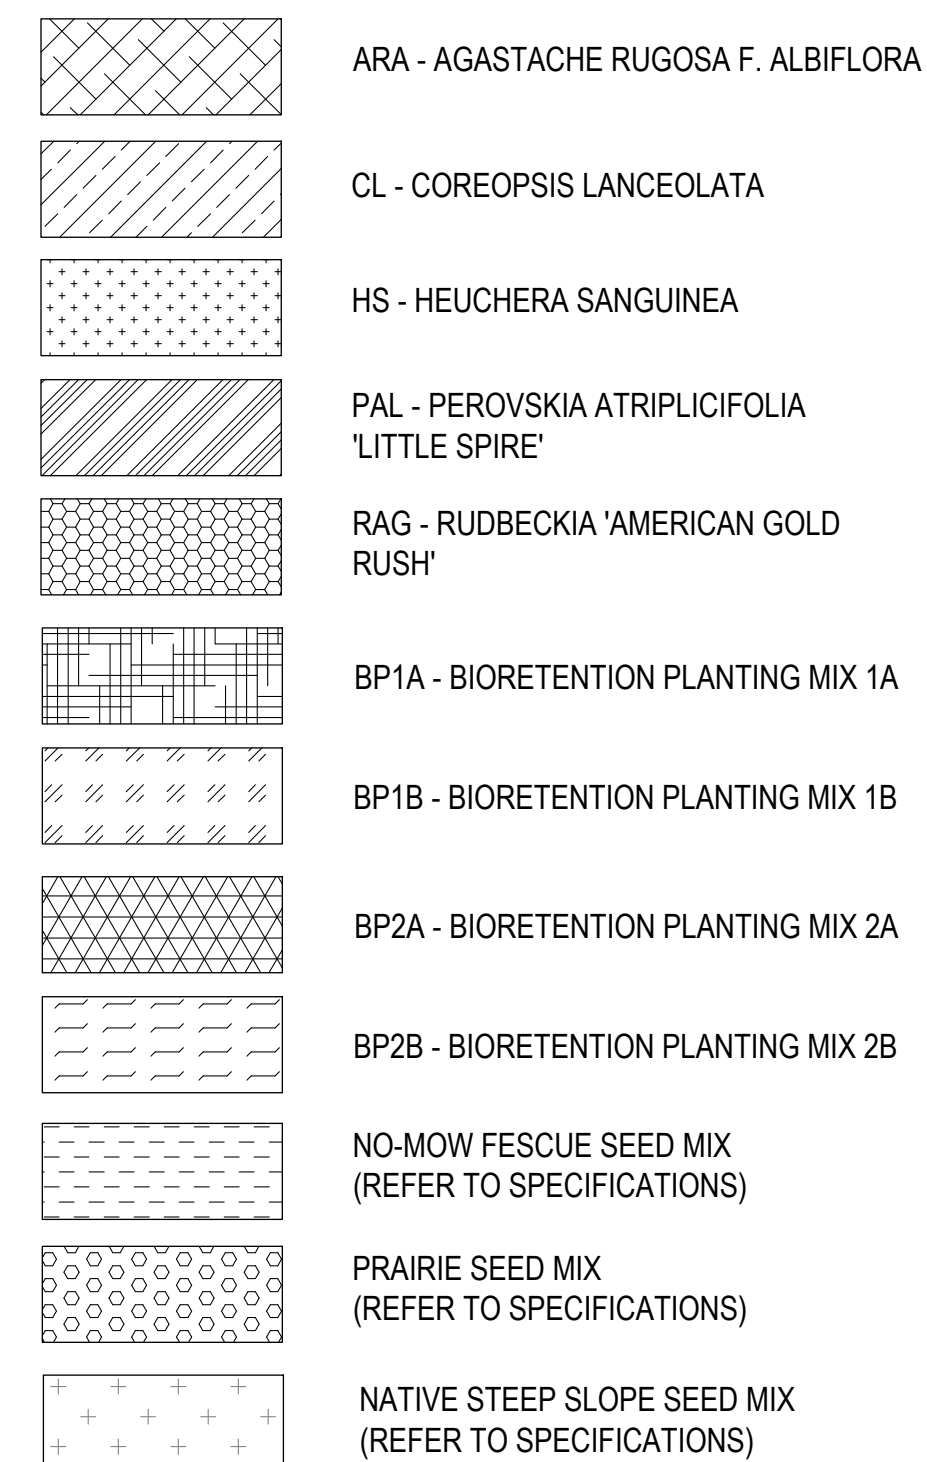 ARA - AGASTACHE RUGOSA F. ALBIFLORA
CL - COREOPSIS LANCEOLATA
HS - HEUCHERA SANGUINEA
PAL - PEROVSKIA ATRIPLICIFOLIA
'LITTLE SPIRE'
RAG - RUDBECKIA 'AMERICAN GOLD
RUSH'
BP1A - BIORETENTION PLANTING MIX 1A
BP1B - BIORETENTION PLANTING MIX 1B
BP2A - BIORETENTION PLANTING MIX 2A
BP2B - BIORETENTION PLANTING MIX 2B
NO-MOW FESCUE SEED MIX
(REFER TO SPECIFICATIONS)
PRAIRIE SEED MIX
(REFER TO SPECIFICATIONS)
NATIVE STEEP SLOPE SEED MIX
(REFER TO SPECIFICATIONS)